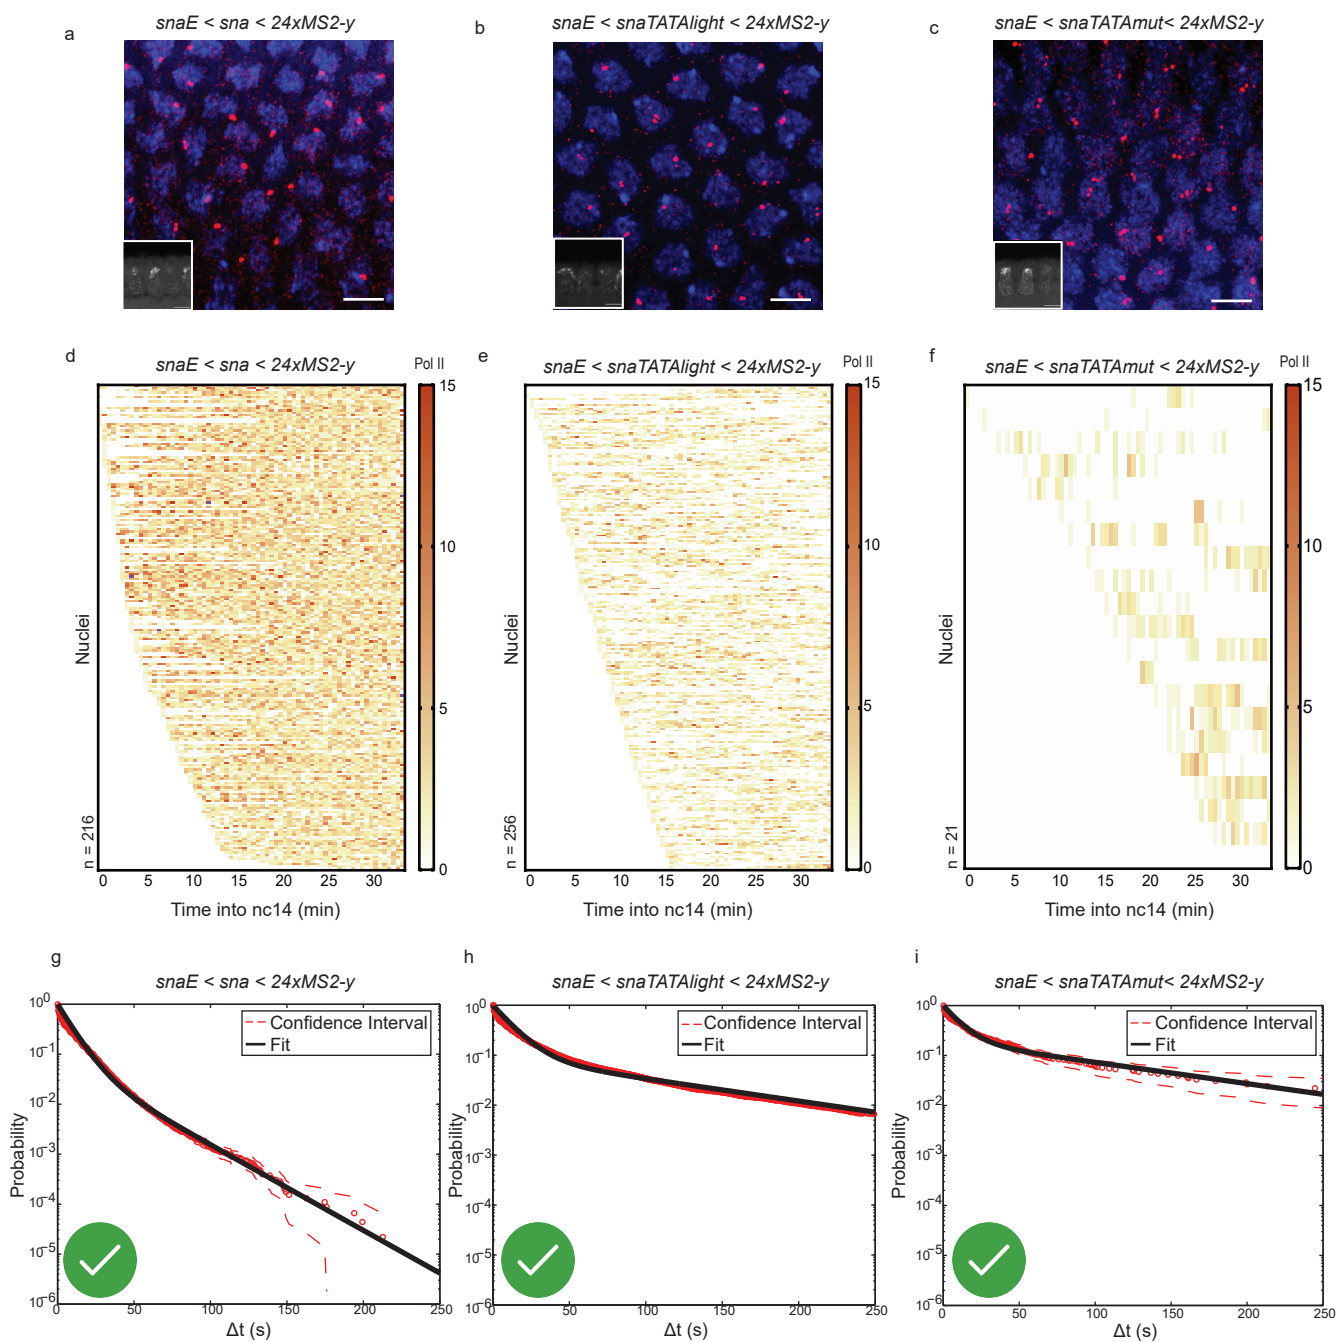 a
snaE < sna < 24xMS2-y
b
snaE < snaTATAlight < 24xMS2-y
c
snaE < snaTATAmut< 24xMS2-y
d
snaE < sna < 24xMS2-y
Pol II
15
10
5
0
Nuclei
n = 216
0 5 10 15 20 25 30
Time into nc14 (min)
e
snaE < snaTATAlight < 24xMS2-y
Pol II
15
10
5
0
Nuclei
n = 256
0 5 10 15 20 25 30
Time into nc14 (min)
f
snaE < snaTATAmut < 24xMS2-y
Pol II
15
10
5
0
Nuclei
n = 21
0 5 10 15 20 25 30
Time into nc14 (min)
g
snaE < sna < 24xMS2-y
Confidence Interval
Fit
10^0
10^-1
10^-2
10^-3
10^-4
10^-5
10^-6
Probability
0 50 100 150 200 250
Δt (s)
h
snaE < snaTATAlight < 24xMS2-y
Confidence Interval
Fit
10^0
10^-1
10^-2
10^-3
10^-4
10^-5
10^-6
Probability
0 50 100 150 200 250
Δt (s)
i
snaE < snaTATAmut< 24xMS2-y
Confidence Interval
Fit
10^0
10^-1
10^-2
10^-3
10^-4
10^-5
10^-6
Probability
0 50 100 150 200 250
Δt (s)